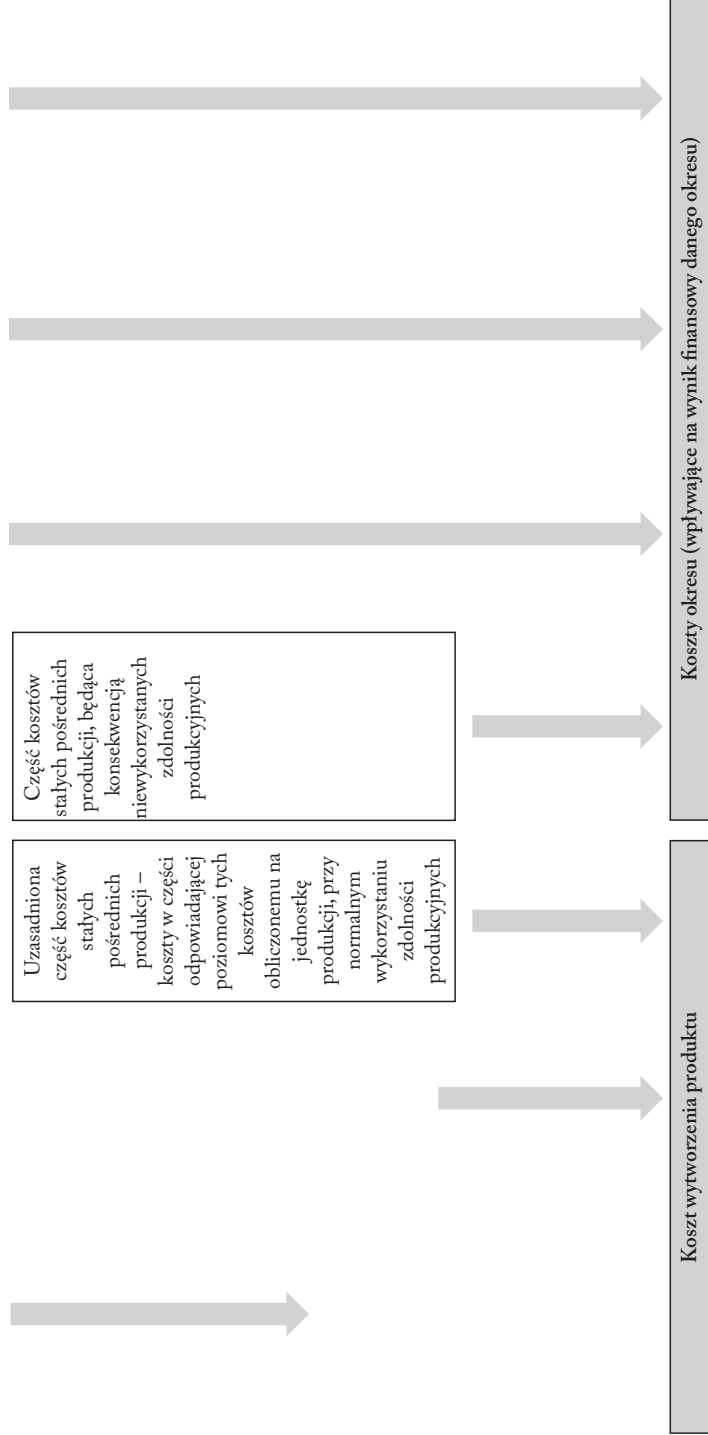 Uzasadniona
część kosztów
stałych
pośrednich
produkcji –
koszty w części
odpowiadającej
poziomowi tych
kosztów
obliczonemu na
jednostkę
produkcji, przy
normalnym
wykorzystaniu
zdolności
produkcyjnych
Część kosztów
stałych pośrednich
produkcji, będąca
konsekwencją
niewykorzystanych
zdolności
produkcyjnych
Koszt wytworzenia produktu
Koszty okresu (wpływające na wynik finansowy danego okresu)